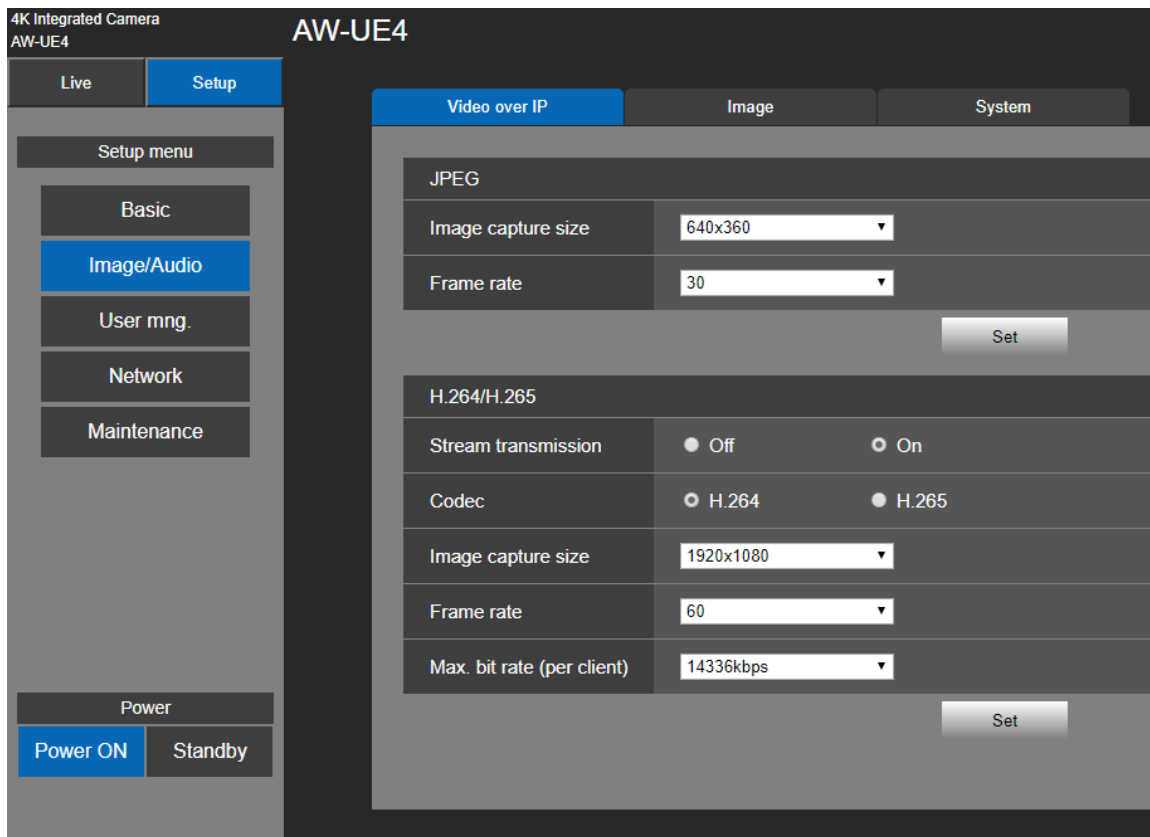 4K Integrated Camera
AW-UE4
Live
Setup
Setup menu
Basic
Image/Audio
User mng.
Network
Maintenance
Power
Power ON
Standby
AW-UE4
Video over IP
Image
System
JPEG
Image capture size
640x360
Frame rate
30
Set
H.264/H.265
Stream transmission
Off
On
Codec
H.264
H.265
Image capture size
1920x1080
Frame rate
60
Max. bit rate (per client)
14336kbps
Set